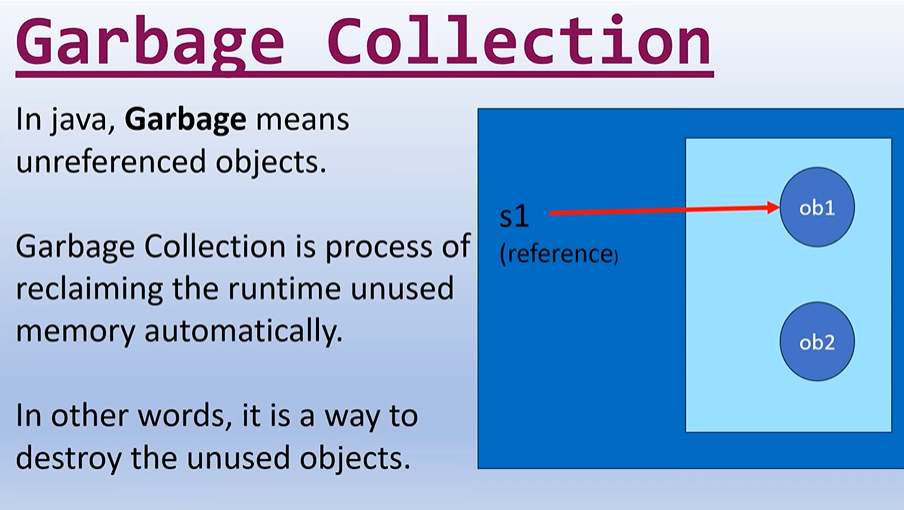 Garbage Collection
In java, Garbage means
unreferenced objects.
Garbage Collection is process of
reclaiming the runtime unused
memory automatically.
In other words, it is a way to
destroy the unused objects.
s1
(reference)
ob1
ob2